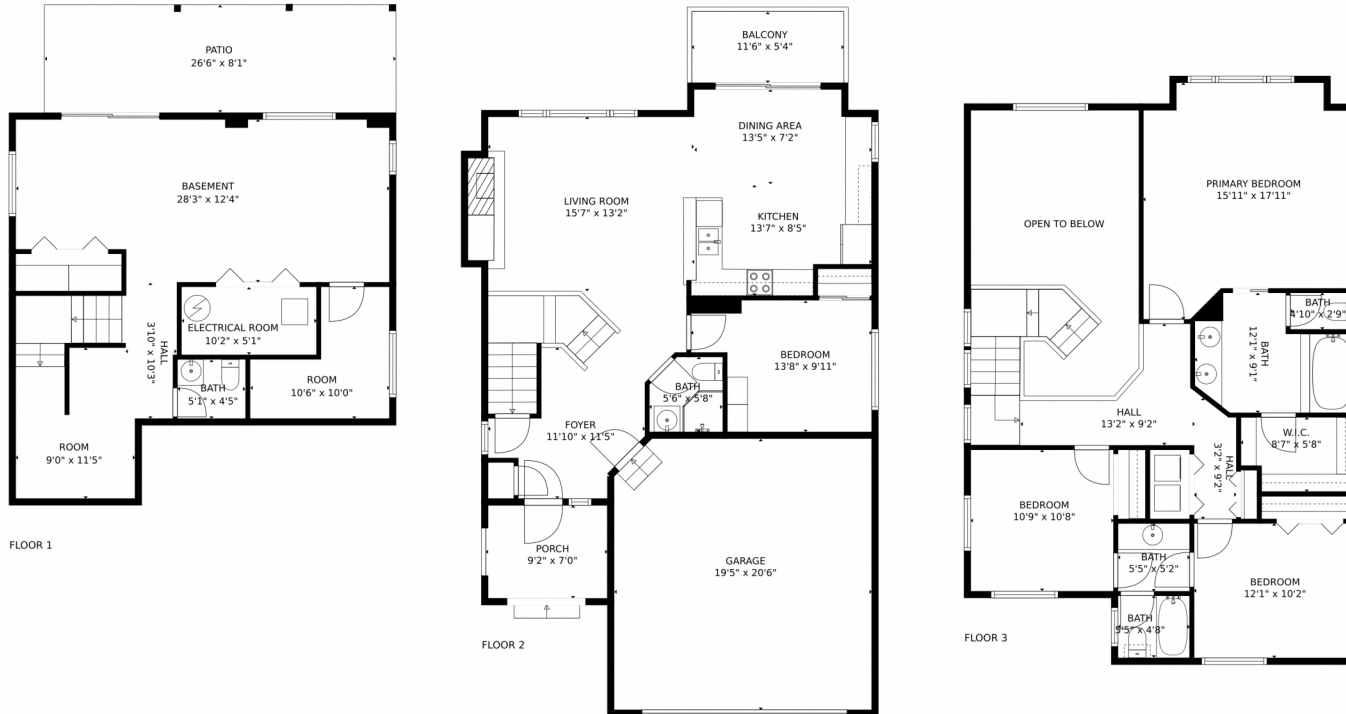 PATIO
26'6" x 8'1"
BASEMENT
28'3" x 12'4"
ELECTRICAL ROOM
10'2" x 5'1"
HALL
3'10" x 10'3"
BATH
5'1" x 4'5"
ROOM
10'6" x 10'0"
ROOM
9'0" x 11'5"
FLOOR 1
BALCONY
11'6" x 5'4"
DINING AREA
13'5" x 7'2"
LIVING ROOM
15'7" x 13'2"
KITCHEN
13'7" x 8'5"
BEDROOM
13'8" x 9'11"
BATH
5'6" x 5'8"
FOYER
11'10" x 11'5"
PORCH
9'2" x 7'0"
GARAGE
19'5" x 20'6"
FLOOR 2
PRIMARY BEDROOM
15'11" x 17'11"
OPEN TO BELOW
BATH
4'10" x 2'9"
BATH
12'1" x 9'1"
HALL
13'2" x 9'2"
W.I.C.
8'7" x 5'8"
HALL
3'2" x 9'2"
BEDROOM
10'9" x 10'8"
BATH
5'5" x 5'2"
BEDROOM
12'1" x 10'2"
BATH
5'5" x 4'8"
FLOOR 3